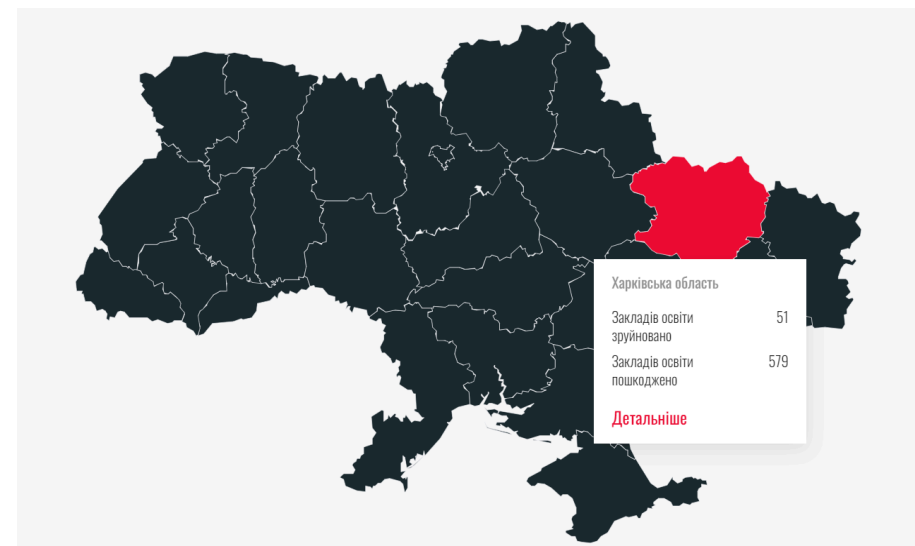 Харківська область
Закладів освіти 51
зруйновано
Закладів освіти 579
пошкоджено
Детальніше